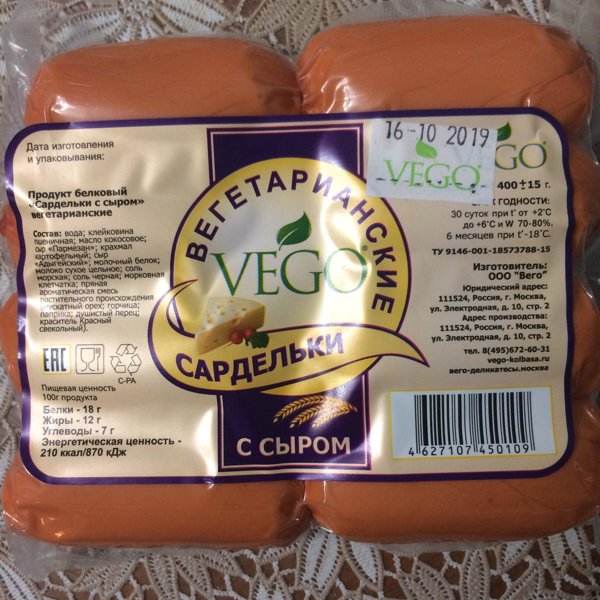 Дата изготовления
и упаковывания:
16-10 2019
VEGO
VEGO
400±15 г.
СРОК ГОДНОСТИ:
30 суток при t° от +2°С
до +6°С и W 70-80%.
6 месяцев при t° -18°С.
ТУ 9146-001-18573788-15
Продукт белковый
«Сардельки с сыром»
вегетарианские
Состав: вода; клейковина
пшеничная; масло кокосовое;
сыр «Пармезан»; крахмал
картофельный; сыр
«Адыгейский»; молочный белок;
молоко сухое цельное; соль
морская; соль черная; морковная
клетчатка; пряная
ароматическая смесь
растительного происхождения
(мускатный орех; горчица;
паприка; душистый перец);
краситель Красный
свекольный).
ВЕГЕТАРИАНСКИЕ
VEGO
САРДЕЛЬКИ
С СЫРОМ
Изготовитель:
ООО "Вего"
Юридический адрес:
111524, Россия, г. Москва,
ул. Электродная, д. 10, стр. 2
Адрес производства:
111524, Россия, г. Москва,
ул. Электродная, д. 10, стр. 2
тел. 8(495)672-60-31
vego-kolbasa.ru
вего-деликатесы.москва
ЕАС
С-РА
Пищевая ценность
100г продукта
Белки - 18 г
Жиры - 12 г
Углеводы - 7 г
Энергетическая ценность -
210 ккал/870 кДж
4 627107 450109